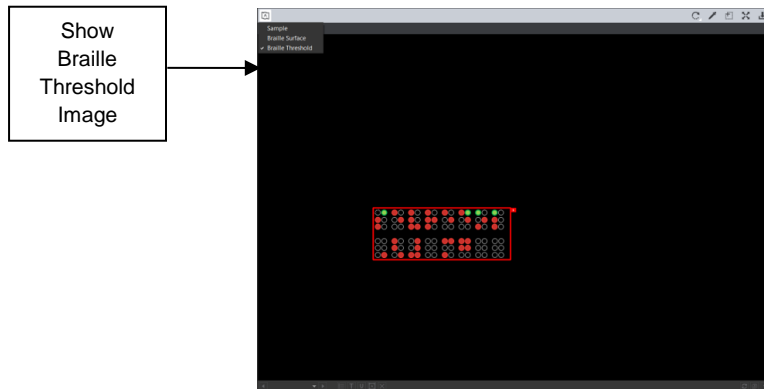 Show
Braille
Threshold
Image
Sample
Braille Surface
✓ Braille Threshold